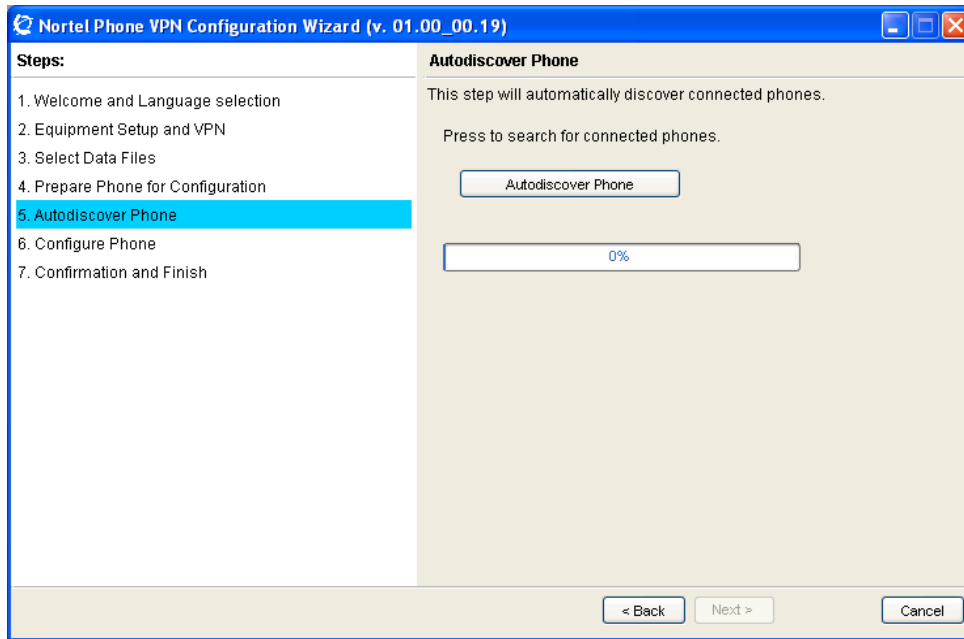 Nortel Phone VPN Configuration Wizard (v. 01.00_00.19)
Steps:
1. Welcome and Language selection
2. Equipment Setup and VPN
3. Select Data Files
4. Prepare Phone for Configuration
5. Autodiscover Phone
6. Configure Phone
7. Confirmation and Finish
Autodiscover Phone
This step will automatically discover connected phones.
Press to search for connected phones.
Autodiscover Phone
0%
< Back
Next >
Cancel